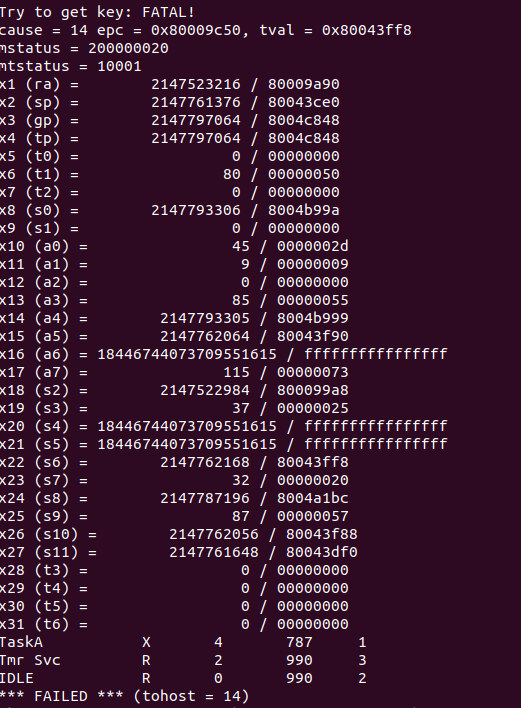 Try to get key: FATAL!
cause = 14 epc = 0x80009c50, tval = 0x80043ff8
mstatus = 200000020
mtstatus = 10001
x1 (ra) = 2147523216 / 80009a90
x2 (sp) = 2147761376 / 80043ce0
x3 (gp) = 2147797064 / 8004c848
x4 (tp) = 2147797064 / 8004c848
x5 (t0) = 0 / 00000000
x6 (t1) = 80 / 00000050
x7 (t2) = 0 / 00000000
x8 (s0) = 2147793306 / 8004b99a
x9 (s1) = 0 / 00000000
x10 (a0) = 45 / 0000002d
x11 (a1) = 9 / 00000009
x12 (a2) = 0 / 00000000
x13 (a3) = 85 / 00000055
x14 (a4) = 2147793305 / 8004b999
x15 (a5) = 2147762064 / 80043f90
x16 (a6) = 18446744073709551615 / ffffffffffffffff
x17 (a7) = 115 / 00000073
x18 (s2) = 2147522984 / 800099a8
x19 (s3) = 37 / 00000025
x20 (s4) = 18446744073709551615 / ffffffffffffffff
x21 (s5) = 18446744073709551615 / ffffffffffffffff
x22 (s6) = 2147762168 / 80043ff8
x23 (s7) = 32 / 00000020
x24 (s8) = 2147787196 / 8004a1bc
x25 (s9) = 87 / 00000057
x26 (s10) = 2147762056 / 80043f88
x27 (s11) = 2147761648 / 80043df0
x28 (t3) = 0 / 00000000
x29 (t4) = 0 / 00000000
x30 (t5) = 0 / 00000000
x31 (t6) = 0 / 00000000
TaskA X 4 787 1
Tmr Svc R 2 990 3
IDLE R 0 990 2
*** FAILED *** (tohost = 14)